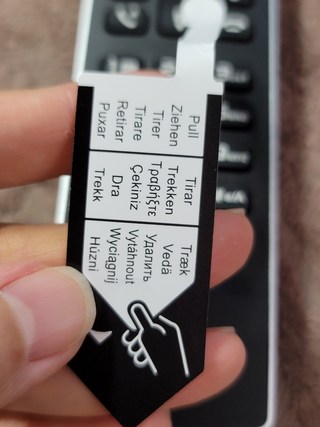 Pull
Ziehen
Tirer
Tirare
Retirar
Puxar
Tirar
Trekken
Τραβήξτε
Çekiniz
Dra
Trekk
Træk
Vedä
Удалить
Vytáhnout
Wyciągnij
Húzni